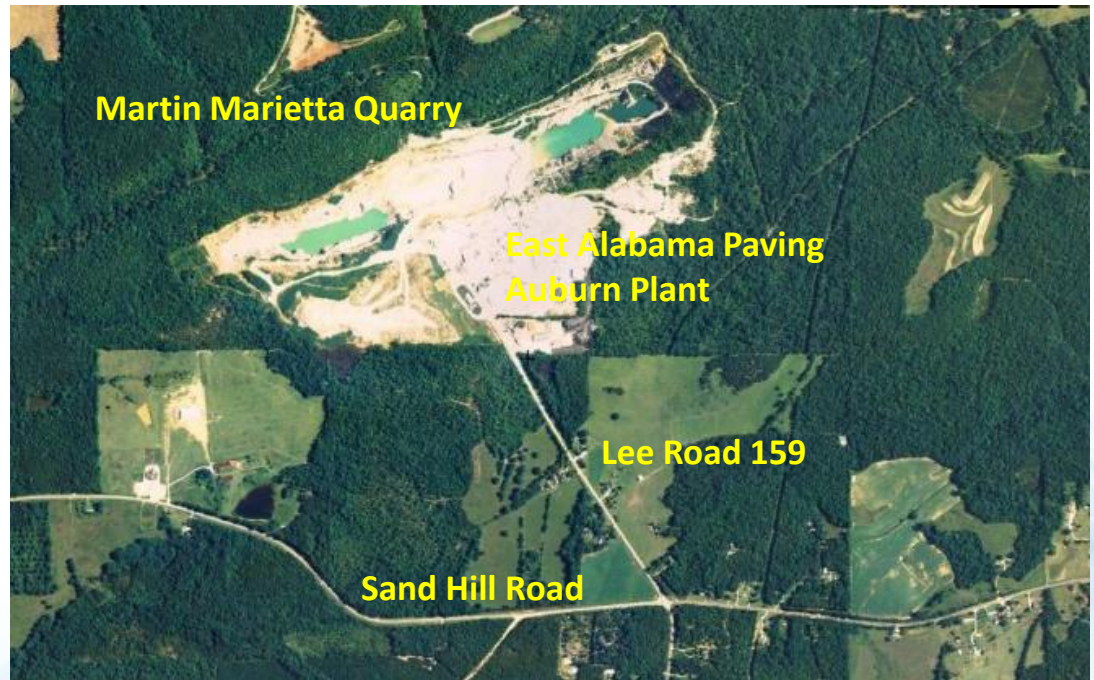 Martin Marietta Quarry
East Alabama Paving
Auburn Plant
Lee Road 159
Sand Hill Road